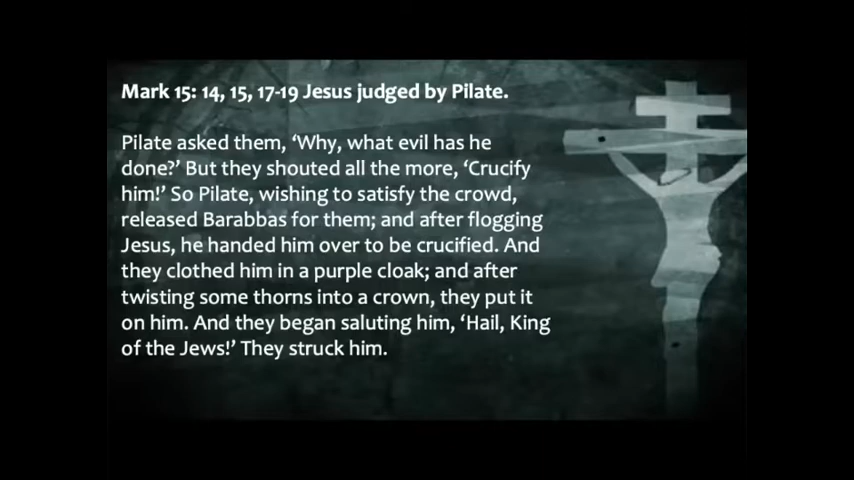 Mark 15: 14, 15, 17-19 Jesus judged by Pilate.
Pilate asked them, ‘Why, what evil has he
done?’ But they shouted all the more, ‘Crucify
him!’ So Pilate, wishing to satisfy the crowd,
released Barabbas for them; and after flogging
Jesus, he handed him over to be crucified. And
they clothed him in a purple cloak; and after
twisting some thorns into a crown, they put it
on him. And they began saluting him, ‘Hail, King
of the Jews!’ They struck him.